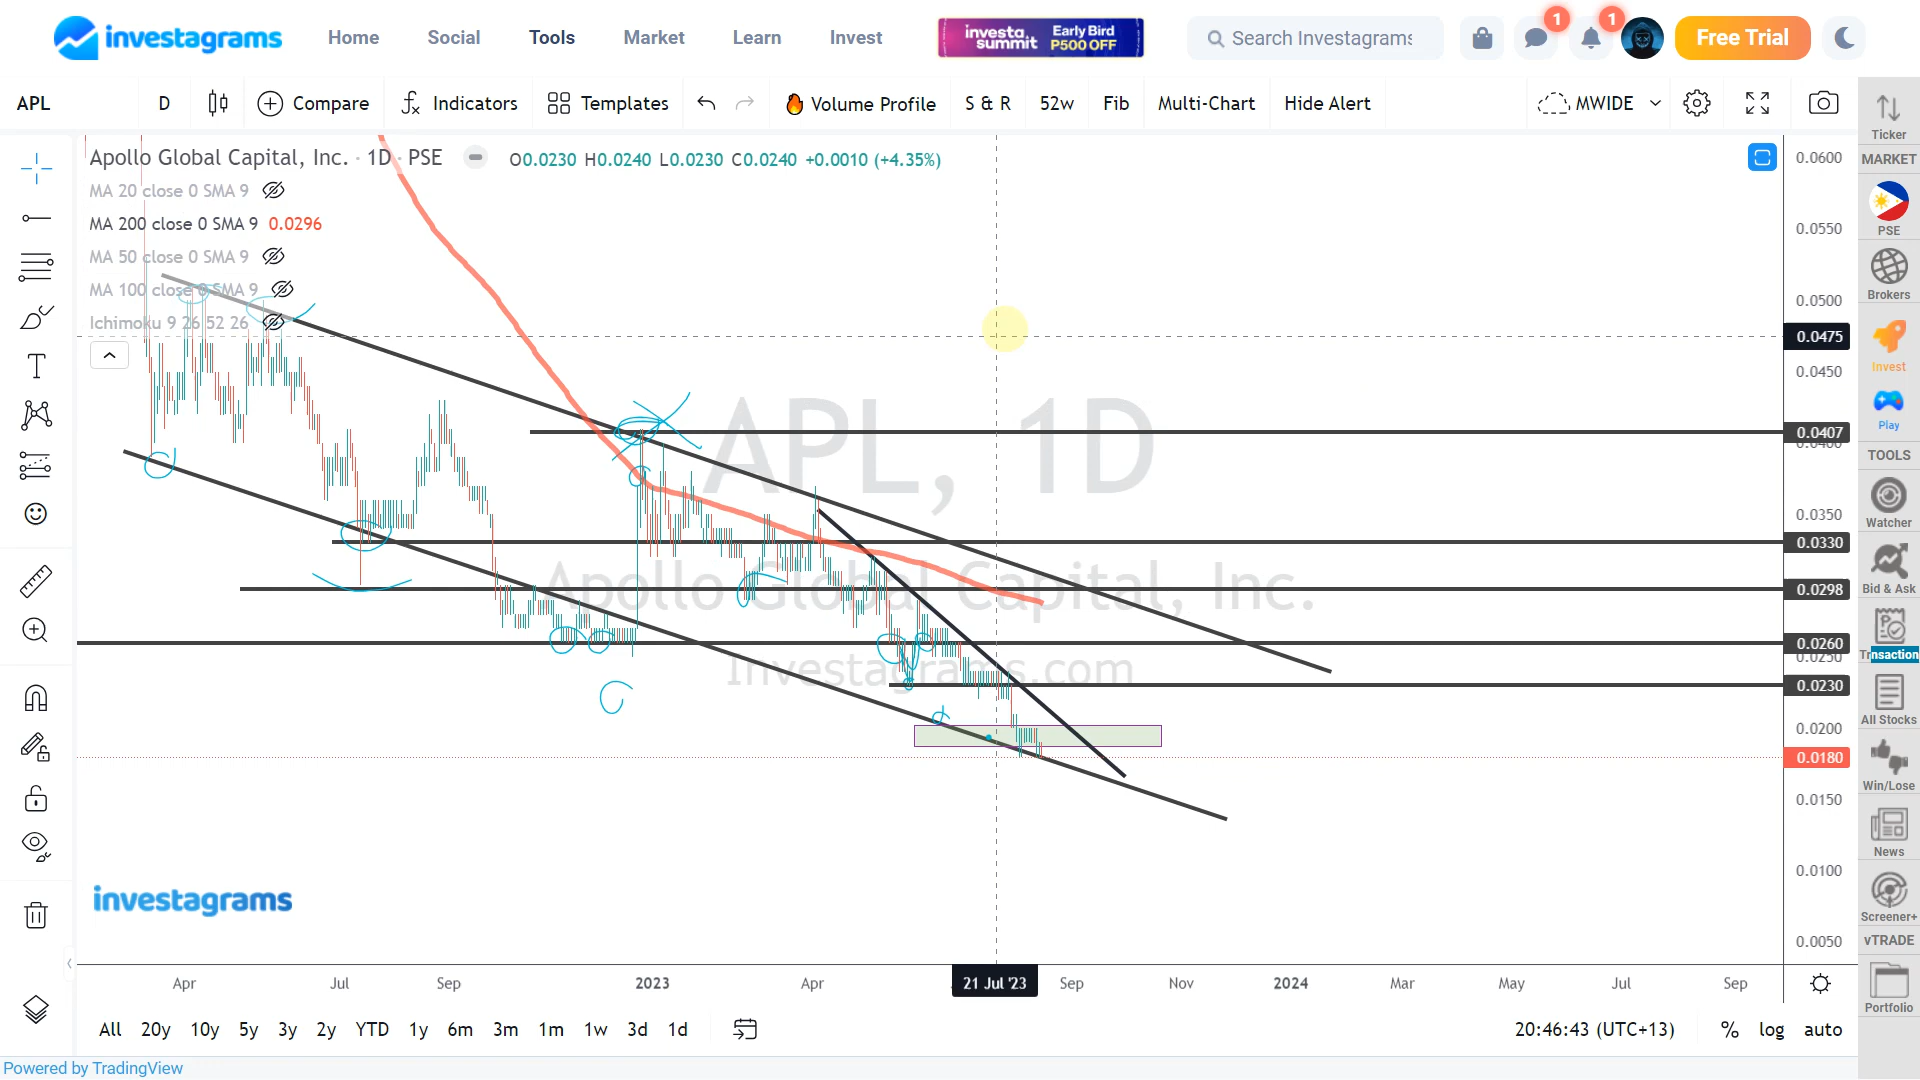 investagrams
Home Social Tools Market Learn Invest
investa summit Early Bird P500 OFF
Search Investagrams
1 1
Free Trial
APL D Compare Indicators Templates Volume Profile S & R 52w Fib Multi-Chart Hide Alert MWIDE
Apollo Global Capital, Inc. · 1D · PSE O0.0230 H0.0240 L0.0230 C0.0240 +0.0010 (+4.35%)
MA 20 close 0 SMA 9
MA 200 close 0 SMA 9 0.0296
MA 50 close 0 SMA 9
MA 100 close 0 SMA 9
Ichimoku 9 26 52 26
APL, 1D
Apollo Global Capital, Inc.
Investagrams.com
0.0600
0.0550
0.0500
0.0475
0.0450
0.0407
0.0400
0.0350
0.0330
0.0298
0.0260
0.0250
0.0230
0.0200
0.0180
0.0150
0.0100
0.0050
investagrams
Apr Jul Sep 2023 Apr 21 Jul '23 Sep Nov 2024 Mar May Jul Sep
All 20y 10y 5y 3y 2y YTD 1y 6m 3m 1m 1w 3d 1d
20:46:43 (UTC+13) % log auto
Powered by TradingView
Ticker
MARKET
PSE
Brokers
Invest
Play
TOOLS
Watcher
Bid & Ask
Trnsaction
All Stocks
Win/Lose
News
Screener+
vTRADE
Portfolio